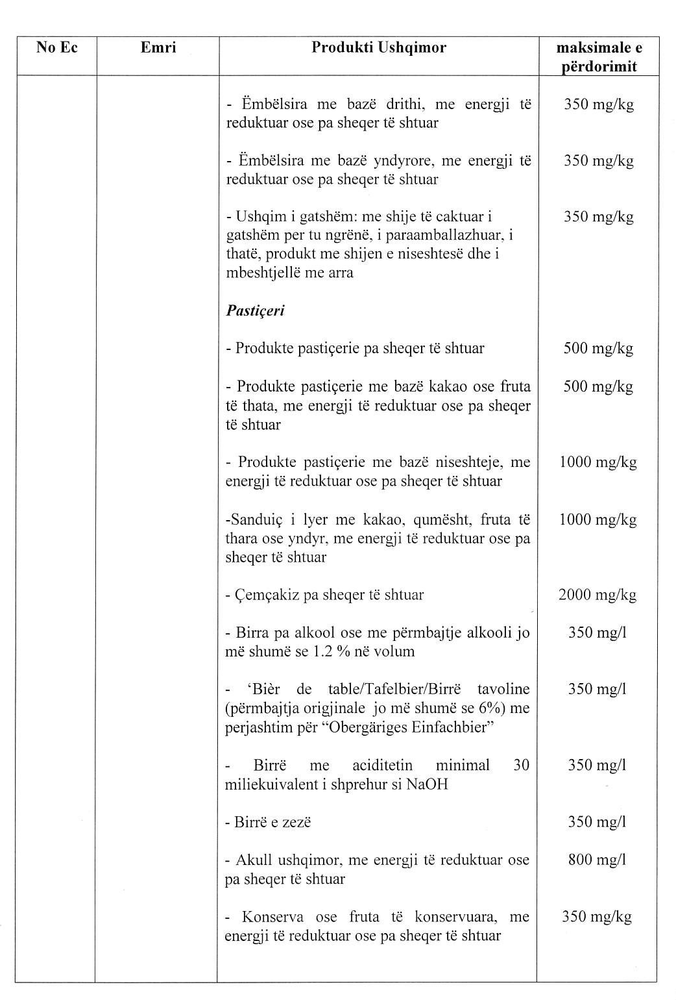 No Ec Emri Produkti Ushqimor maksimale e
përdorimit
- Ëmbëlsira me bazë drithi, me energji të 350 mg/kg
reduktuar ose pa sheqer të shtuar
- Ëmbëlsira me bazë yndyrore, me energji të 350 mg/kg
reduktuar ose pa sheqer të shtuar
- Ushqim i gatshëm: me shije të caktuar i 350 mg/kg
gatshëm per tu ngrënë, i paraamballazhuar, i
thatë, produkt me shijen e niseshtesë dhe i
mbeshtjellë me arra
Pastiçeri
- Produkte pastiçerie pa sheqer të shtuar 500 mg/kg
- Produkte pastiçerie me bazë kakao ose fruta 500 mg/kg
të thata, me energji të reduktuar ose pa sheqer
të shtuar
- Produkte pastiçerie me bazë niseshteje, me 1000 mg/kg
energji të reduktuar ose pa sheqer të shtuar
-Sanduiç i lyer me kakao, qumësht, fruta të 1000 mg/kg
thara ose yndyr, me energji të reduktuar ose pa
sheqer të shtuar
- Çemçakiz pa sheqer të shtuar 2000 mg/kg
- Birra pa alkool ose me përmbajtje alkooli jo 350 mg/l
më shumë se 1.2 % në volum
- ‘Bièr de table/Tafelbier/Birrë tavoline 350 mg/l
(përmbajtja origjinale jo më shumë se 6%) me
perjashtim për “Obergäriges Einfachbier”
- Birrë me aciditetin minimal 30 350 mg/l
miliekuivalent i shprehur si NaOH
- Birrë e zezë 350 mg/l
- Akull ushqimor, me energji të reduktuar ose 800 mg/l
pa sheqer të shtuar
- Konserva ose fruta të konservuara, me 350 mg/kg
energji të reduktuar ose pa sheqer të shtuar